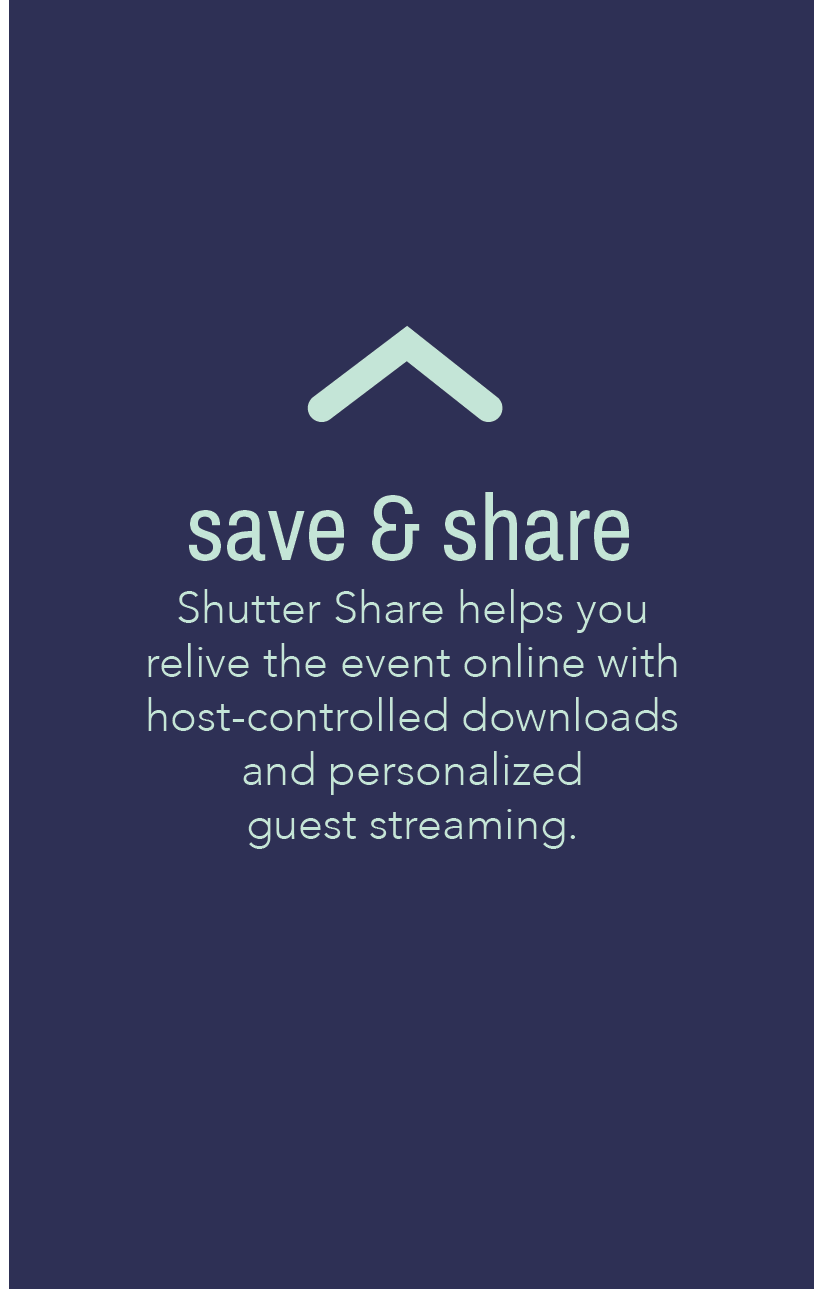 save & share
Shutter Share helps you
relive the event online with
host-controlled downloads
and personalized
guest streaming.